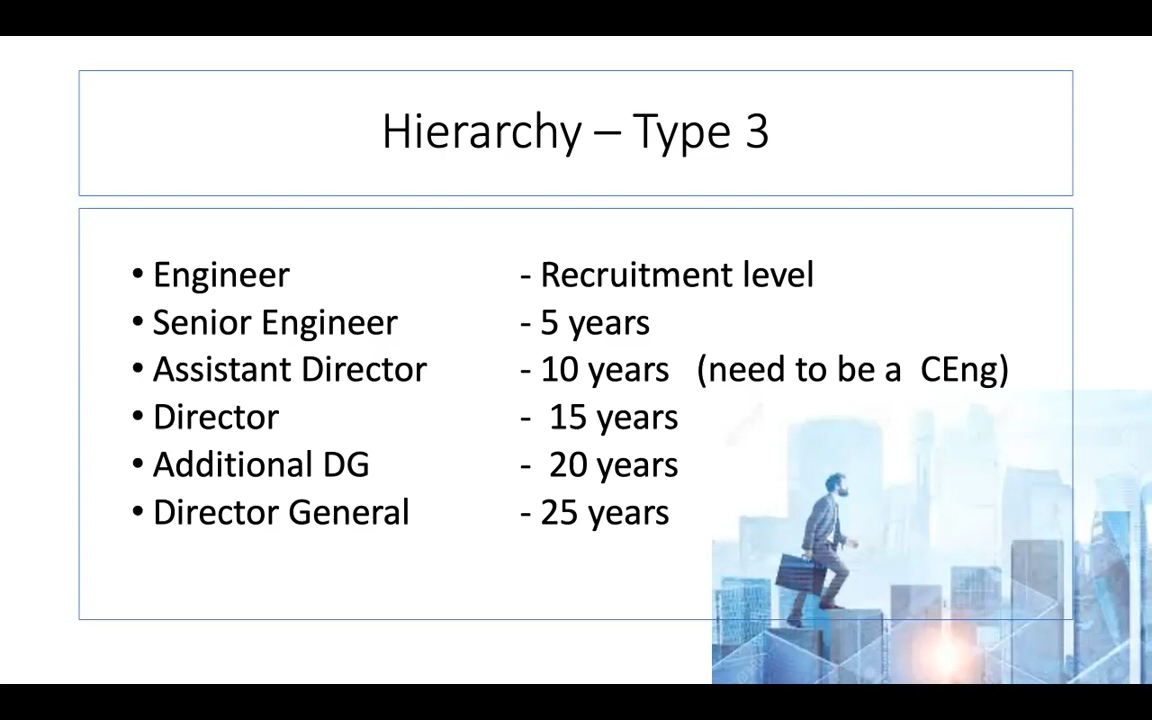 Hierarchy – Type 3
• Engineer - Recruitment level
• Senior Engineer - 5 years
• Assistant Director - 10 years (need to be a CEng)
• Director - 15 years
• Additional DG - 20 years
• Director General - 25 years